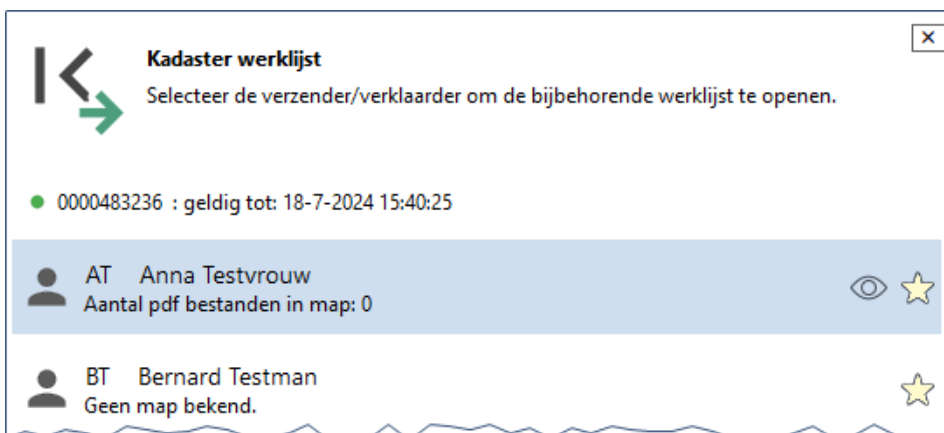 Kadaster werklijst
Selecteer de verzender/verklaarder om de bijbehorende werklijst te openen.
0000483236 : geldig tot: 18-7-2024 15:40:25
AT Anna Testvrouw
Aantal pdf bestanden in map: 0
BT Bernard Testman
Geen map bekend.